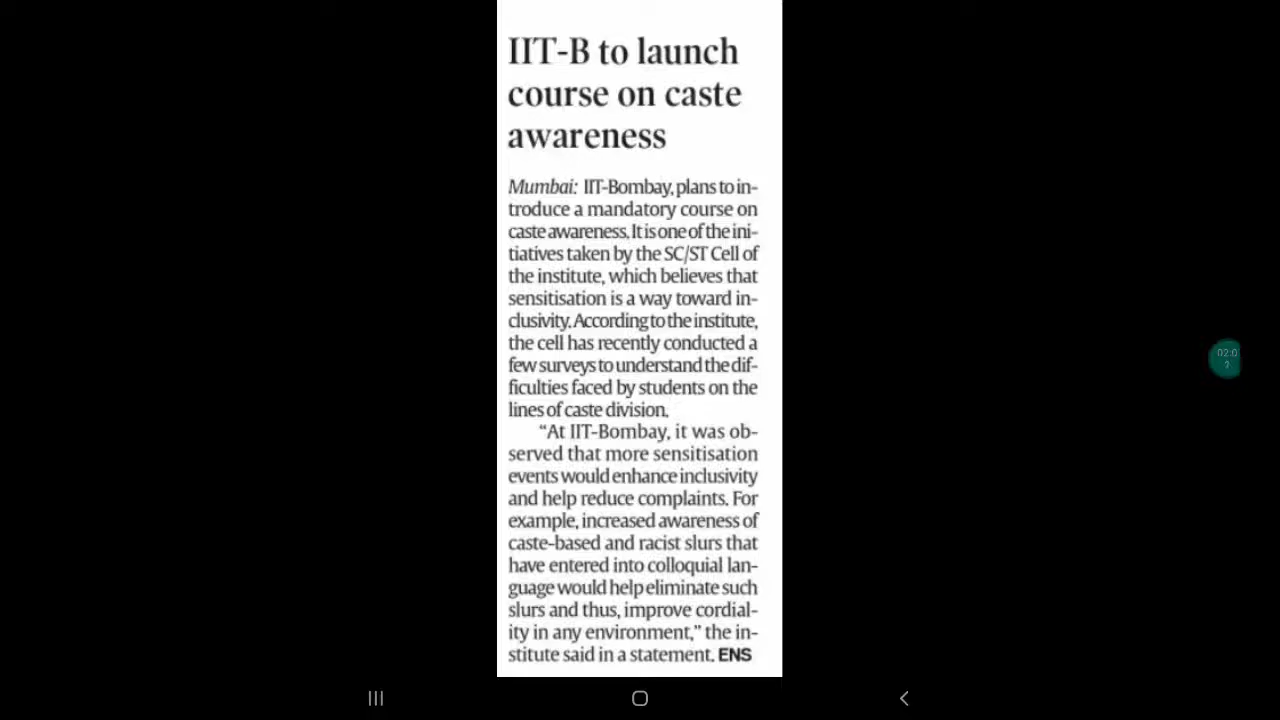 IIT-B to launch
course on caste
awareness
Mumbai: IIT-Bombay, plans to in-
troduce a mandatory course on
caste awareness. It is one of the ini-
tiatives taken by the SC/ST Cell of
the institute, which believes that
sensitisation is a way toward in-
clusivity. According to the institute,
the cell has recently conducted a
few surveys to understand the dif-
ficulties faced by students on the
lines of caste division.
"At IIT-Bombay, it was ob-
served that more sensitisation
events would enhance inclusivity
and help reduce complaints. For
example, increased awareness of
caste-based and racist slurs that
have entered into colloquial lan-
guage would help eliminate such
slurs and thus, improve cordial-
ity in any environment," the in-
stitute said in a statement. ENS
02:0
?